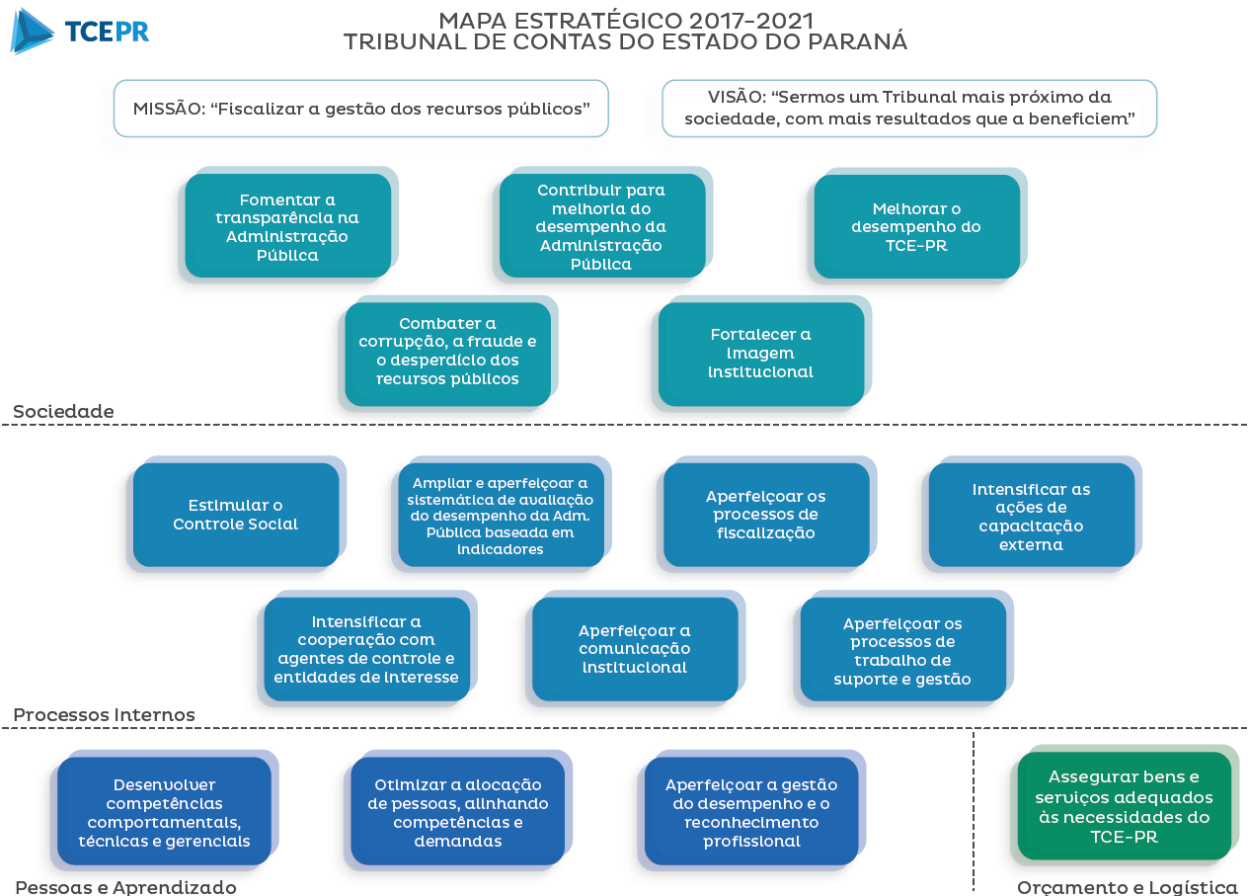 TCEPR
MAPA ESTRATÉGICO 2017-2021
TRIBUNAL DE CONTAS DO ESTADO DO PARANÁ
MISSÃO: “Fiscalizar a gestão dos recursos públicos”
VISÃO: “Sermos um Tribunal mais próximo da
sociedade, com mais resultados que a beneficiem”
Fomentar a
transparência na
Administração
Pública
Contribuir para
melhoria do
desempenho da
Administração
Pública
Melhorar o
desempenho do
TCE-PR
Combater a
corrupção, a fraude e
o desperdício dos
recursos públicos
Fortalecer a
imagem
institucional
Sociedade
Estimular o
Controle Social
Ampliar e aperfeiçoar a
sistemática de avaliação
do desempenho da Adm.
Pública baseada em
indicadores
Aperfeiçoar os
processos de
fiscalização
Intensificar as
ações de
capacitação
externa
Intensificar a
cooperação com
agentes de controle e
entidades de interesse
Aperfeiçoar a
comunicação
institucional
Aperfeiçoar os
processos de
trabalho de
suporte e gestão
Processos Internos
Desenvolver
competências
comportamentais,
técnicas e gerenciais
Otimizar a alocação
de pessoas, alinhando
competências e
demandas
Aperfeiçoar a gestão
do desempenho e o
reconhecimento
profissional
Assegurar bens e
serviços adequados
às necessidades do
TCE-PR
Pessoas e Aprendizado
Orçamento e Logística